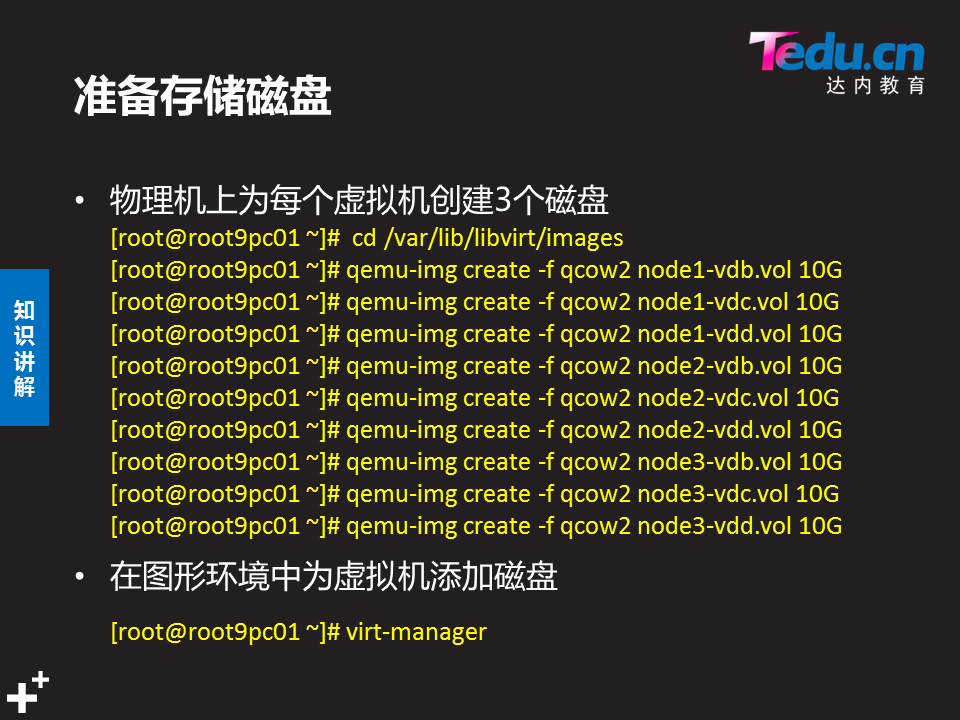 Tedu.cn
达内教育
准备存储磁盘
• 物理机上为每个虚拟机创建3个磁盘
[root@root9pc01 ~]#  cd /var/lib/libvirt/images
[root@root9pc01 ~]# qemu-img create -f qcow2 node1-vdb.vol 10G
[root@root9pc01 ~]# qemu-img create -f qcow2 node1-vdc.vol 10G
[root@root9pc01 ~]# qemu-img create -f qcow2 node1-vdd.vol 10G
[root@root9pc01 ~]# qemu-img create -f qcow2 node2-vdb.vol 10G
[root@root9pc01 ~]# qemu-img create -f qcow2 node2-vdc.vol 10G
[root@root9pc01 ~]# qemu-img create -f qcow2 node2-vdd.vol 10G
[root@root9pc01 ~]# qemu-img create -f qcow2 node3-vdb.vol 10G
[root@root9pc01 ~]# qemu-img create -f qcow2 node3-vdc.vol 10G
[root@root9pc01 ~]# qemu-img create -f qcow2 node3-vdd.vol 10G
• 在图形环境中为虚拟机添加磁盘
[root@root9pc01 ~]# virt-manager
知识讲解